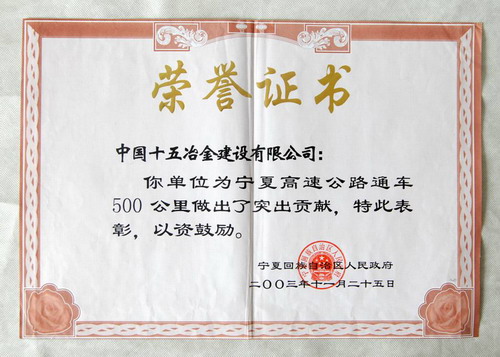 荣誉证书
中国十五冶金建设有限公司：
你单位为宁夏高速公路通车
500 公里做出了突出贡献，特此表
彰，以资鼓励。
宁夏回族自治区人民政府
二〇〇三年十一月二十五日